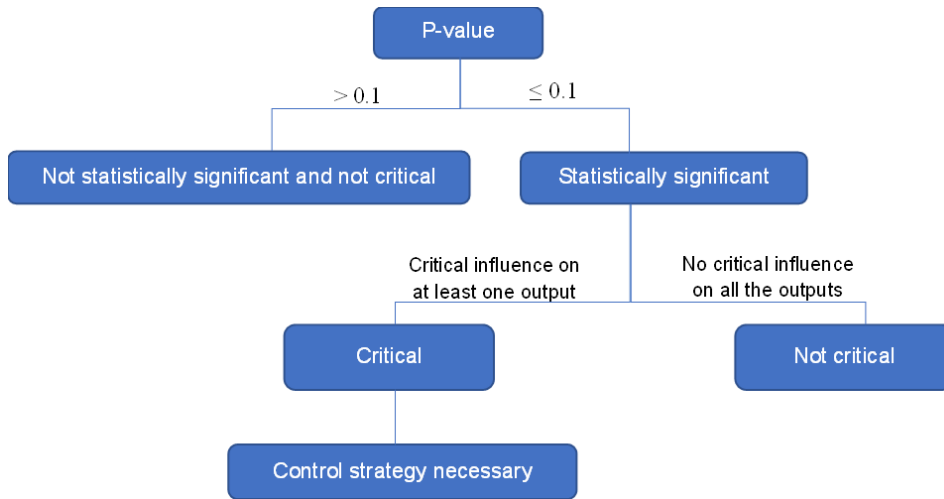 P-value
> 0.1
≤ 0.1
Not statistically significant and not critical
Statistically significant
Critical influence on
at least one output
No critical influence
on all the outputs
Critical
Not critical
Control strategy necessary